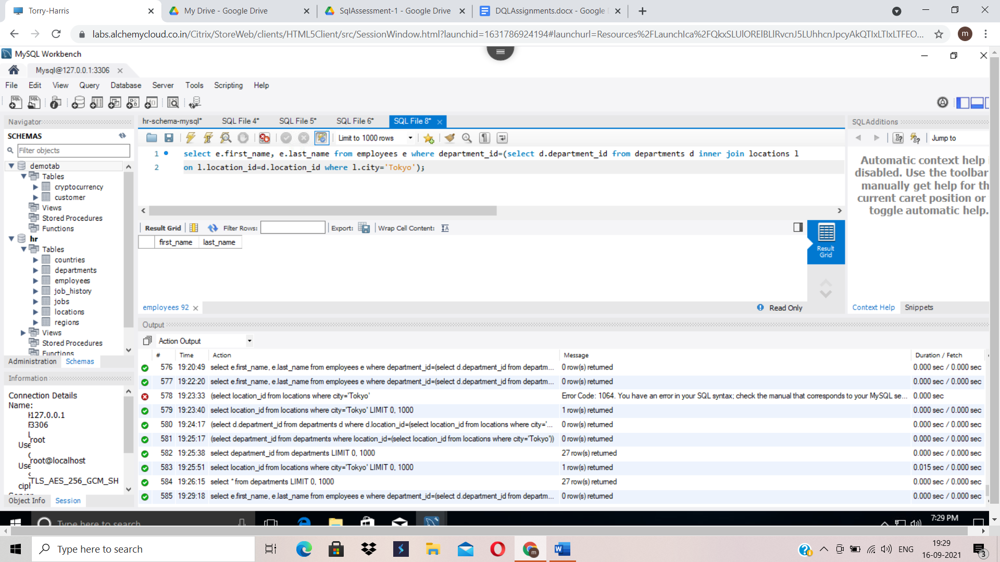 Torry-Harris
My Drive - Google Drive
SqlAssessment-1 - Google Drive
DQLAssignments.docx - Google
labs.alchemycloud.co.in/Citrix/StoreWeb/clients/HTML5Client/src/SessionWindow.html?launchid=1631786924194#launchurl=Resources%2FLaunchIca%2F
m
MySQL Workbench
Mysql@127.0.0.1:3306
File Edit View Query Database Server Tools Scripting Help
Navigator
SCHEMAS
Filter objects
demotab
Tables
cryptocurrency
customer
Views
Stored Procedures
Functions
hr
Tables
countries
departments
employees
job_history
jobs
locations
regions
Views
Stored Procedures
Functions
Administration Schemas
Information
Connection Details
Name:
127.0.0.1
3306
root
root@localhost
TLS_AES_256_GCM_SH
Object Info Session
hr-schema-mysql* SQL File 4* SQL File 5* SQL File 6* SQL File 8*
Limit to 1000 rows
1 select e.first_name, e.last_name from employees e where department_id=(select d.department_id from departments d inner join locations l
2 on l.location_id=d.location_id where l.city='Tokyo');
Result Grid Filter Rows: Export: Wrap Cell Content:
first_name last_name
Result
Grid
employees 92
Read Only
SQLAdditions
Jump to
Automatic context help
disabled. Use the toolbar
manually get help for th
current caret position or
toggle automatic help.
Context Help Snippets
Output
Action Output
# Time Action Message Duration / Fetch
576 19:20:49 select e.first_name, e.last_name from employees e where department_id=(select d.department_id from departm... 0 row(s) returned 0.000 sec / 0.000 sec
577 19:22:20 select e.first_name, e.last_name from employees e where department_id=(select d.department_id from departm... 0 row(s) returned 0.000 sec / 0.000 sec
578 19:23:33 (select location_id from locations where city='Tokyo' Error Code: 1064. You have an error in your SQL syntax; check the manual that corresponds to your MySQL se... 0.000 sec
579 19:23:40 select location_id from locations where city='Tokyo' LIMIT 0, 1000 1 row(s) returned 0.000 sec / 0.000 sec
580 19:24:17 (select d.department_id from departments d where d.location_id=(select location_id from locations where city='... 0 row(s) returned 0.000 sec / 0.000 sec
581 19:25:17 (select department_id from departments where location_id=(select location_id from locations where city='Tokyo')) 0 row(s) returned 0.000 sec / 0.000 sec
582 19:25:38 select department_id from departments LIMIT 0, 1000 27 row(s) returned 0.000 sec / 0.000 sec
583 19:25:51 select location_id from locations where city='Tokyo' LIMIT 0, 1000 1 row(s) returned 0.015 sec / 0.000 sec
584 19:26:15 select * from departments LIMIT 0, 1000 27 row(s) returned 0.000 sec / 0.000 sec
585 19:29:18 select e.first_name, e.last_name from employees e where department_id=(select d.department_id from departm... 0 row(s) returned 0.000 sec / 0.000 sec
Type here to search
7:29 PM
Type here to search
ENG
19:29
16-09-2021
3